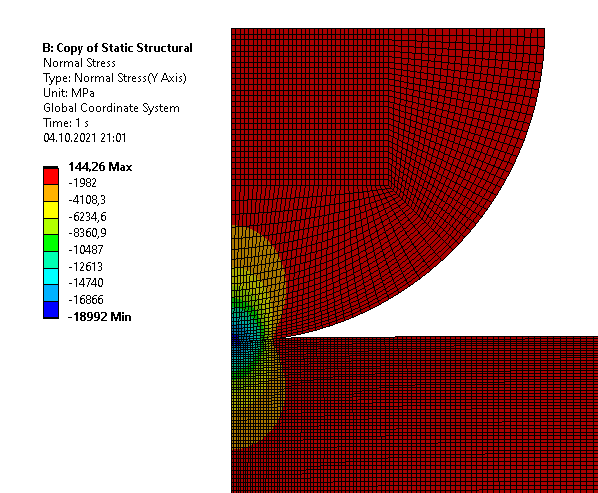 B: Copy of Static Structural
Normal Stress
Type: Normal Stress(Y Axis)
Unit: MPa
Global Coordinate System
Time: 1 s
04.10.2021 21:01
144,26 Max
-1982
-4108,3
-6234,6
-8360,9
-10487
-12613
-14740
-16866
-18992 Min